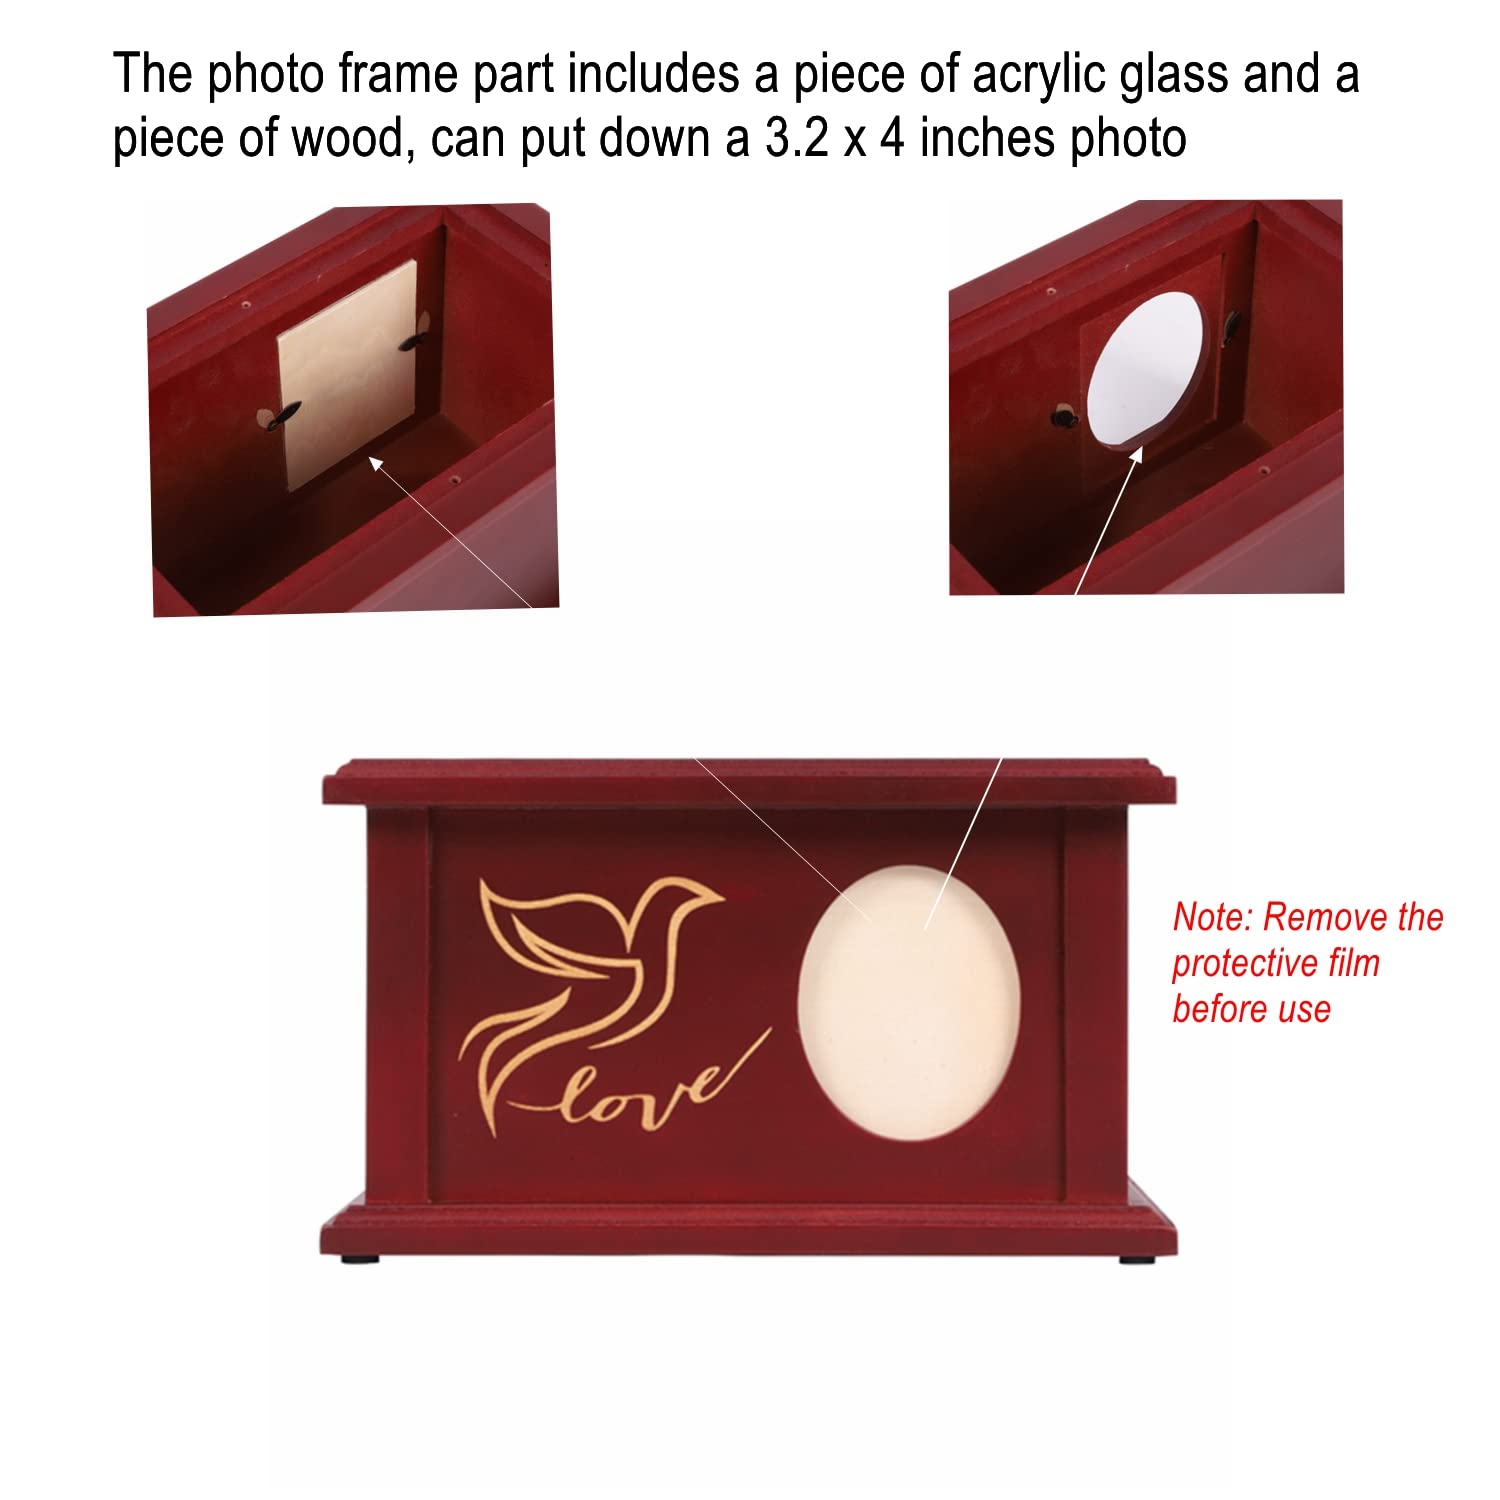 The photo frame part includes a piece of acrylic glass and a
piece of wood, can put down a 3.2 x 4 inches photo
love
Note: Remove the
protective film
before use